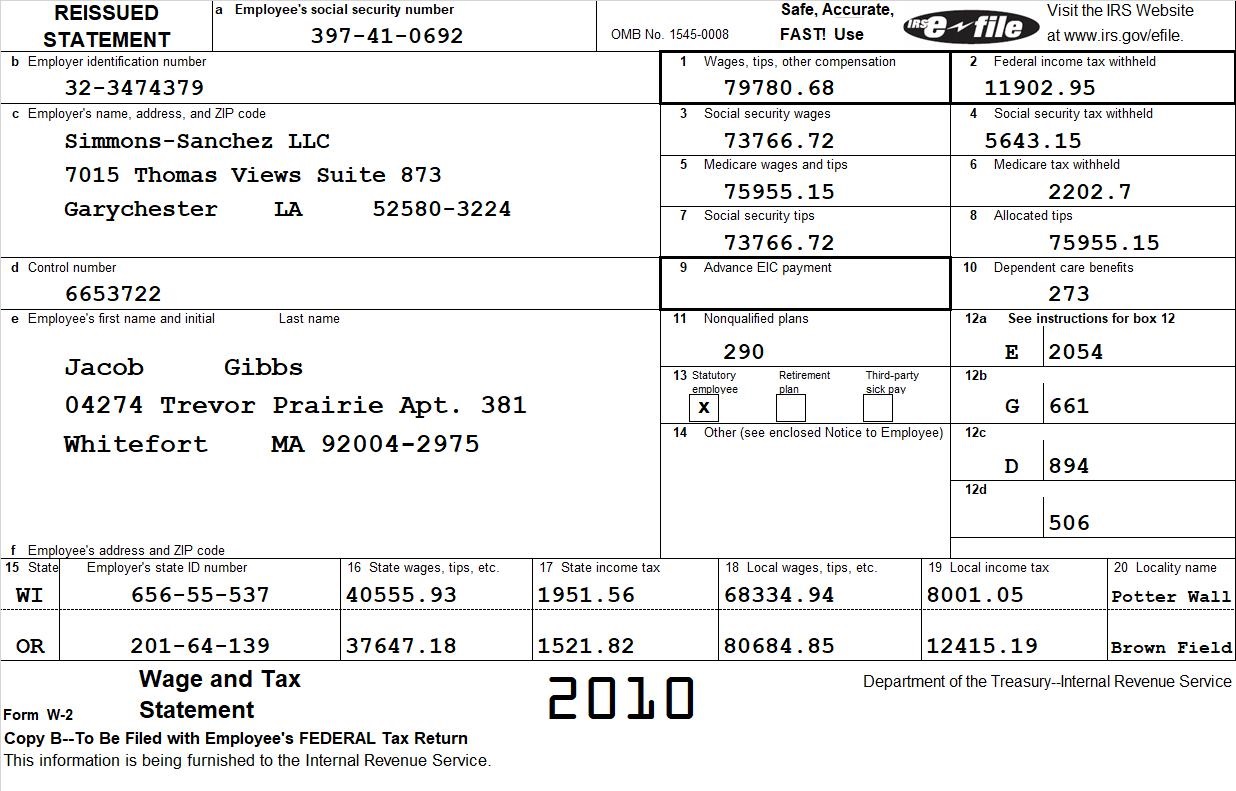 REISSUED STATEMENT
a Employee's social security number
397-41-0692
OMB No. 1545-0008
Safe, Accurate,
FAST! Use
IRS e-file
Visit the IRS Website
at www.irs.gov/efile.
b Employer identification number
32-3474379
1 Wages, tips, other compensation
79780.68
2 Federal income tax withheld
11902.95
c Employer's name, address, and ZIP code
Simmons-Sanchez LLC
7015 Thomas Views Suite 873
Garychester LA 52580-3224
3 Social security wages
73766.72
4 Social security tax withheld
5643.15
5 Medicare wages and tips
75955.15
6 Medicare tax withheld
2202.7
7 Social security tips
73766.72
8 Allocated tips
75955.15
d Control number
6653722
9 Advance EIC payment
10 Dependent care benefits
273
e Employee's first name and initial Last name
Jacob Gibbs
04274 Trevor Prairie Apt. 381
Whitefort MA 92004-2975
11 Nonqualified plans
290
12a See instructions for box 12
E 2054
13 Statutory employee Retirement plan Third-party sick pay
X
12b
G 661
14 Other (see enclosed Notice to Employee)
12c
D 894
12d
506
f Employee's address and ZIP code
15 State Employer's state ID number 16 State wages, tips, etc. 17 State income tax 18 Local wages, tips, etc. 19 Local income tax 20 Locality name
WI 656-55-537 40555.93 1951.56 68334.94 8001.05 Potter Wall
OR 201-64-139 37647.18 1521.82 80684.85 12415.19 Brown Field
Form W-2
Wage and Tax
Statement
2010
Department of the Treasury--Internal Revenue Service
Copy B--To Be Filed with Employee's FEDERAL Tax Return
This information is being furnished to the Internal Revenue Service.